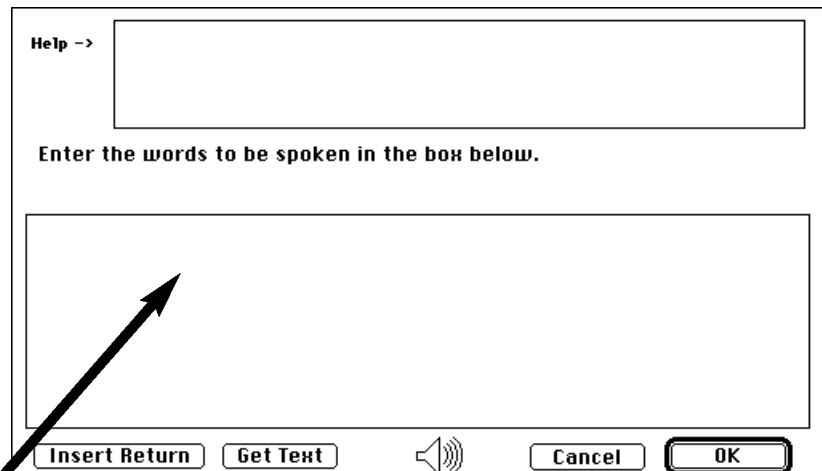 Help ->
Enter the words to be spoken in the box below.
Insert Return Get Text Cancel OK